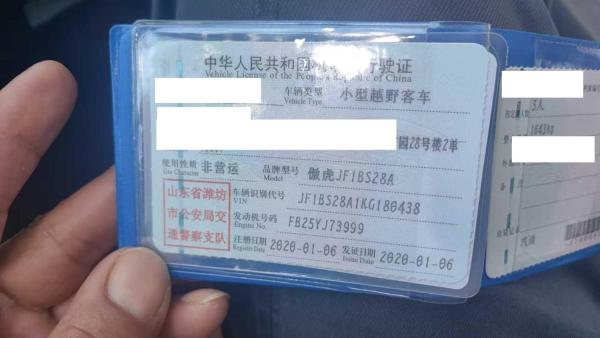 中华人民共和国机动车行驶证
Vehicle License of the People's Republic of China
车辆类型 小型越野客车
Vehicle Type
园28号楼2单
使用性质 非营运 品牌型号 傲虎JF1BS28A
Use Character Model
山东省潍坊
市公安局交
通警察支队
车辆识别代号 JF1BS28A1KG180438
VIN
发动机号码 FB25YJ73999
Engine No.
注册日期 2020-01-06 发证日期 2020-01-06
Register Date Issue Date
5人
1643kg
汽油